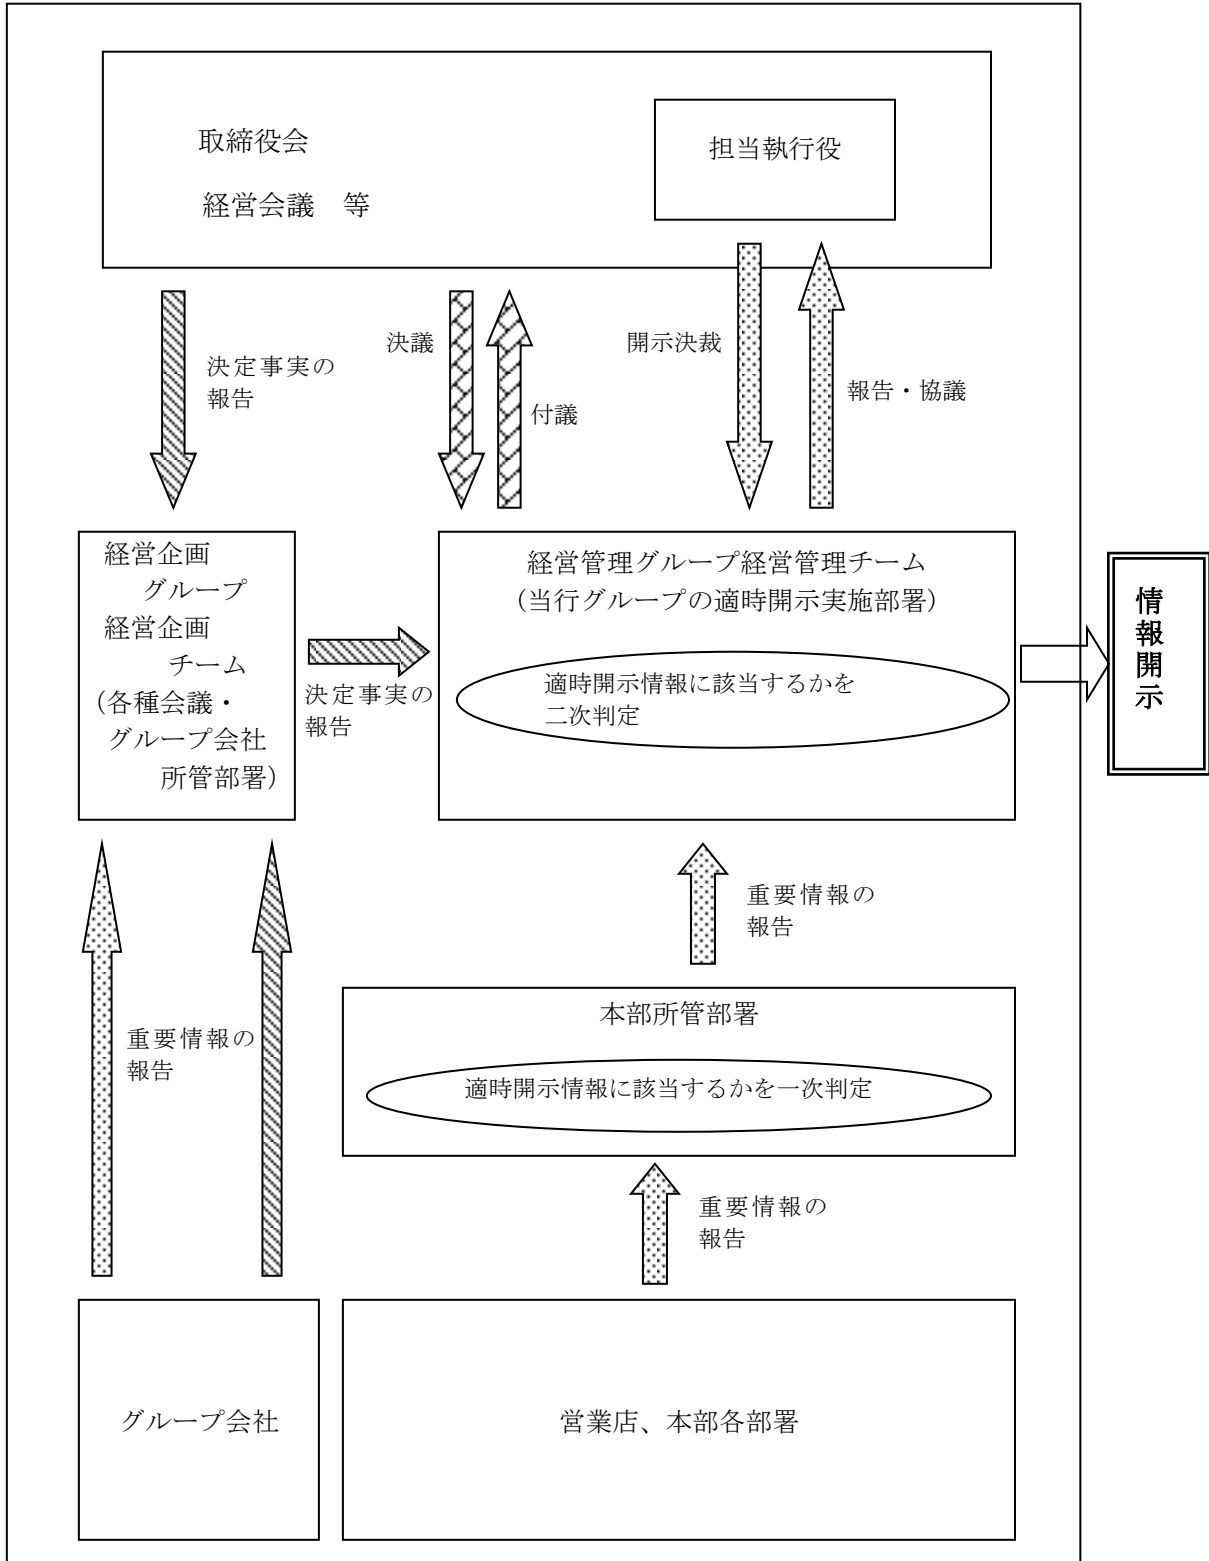 取締役会
経営会議　等
担当執行役
決定事実の
報告
決議
付議
開示決裁
報告・協議
経営企画
グループ
経営企画
チーム
（各種会議・
グループ会社
所管部署）
決定事実の
報告
経営管理グループ経営管理チーム
（当行グループの適時開示実施部署）
適時開示情報に該当するかを
二次判定
情報開示
重要情報の
報告
重要情報の
報告
本部所管部署
適時開示情報に該当するかを一次判定
重要情報の
報告
グループ会社
営業店、本部各部署